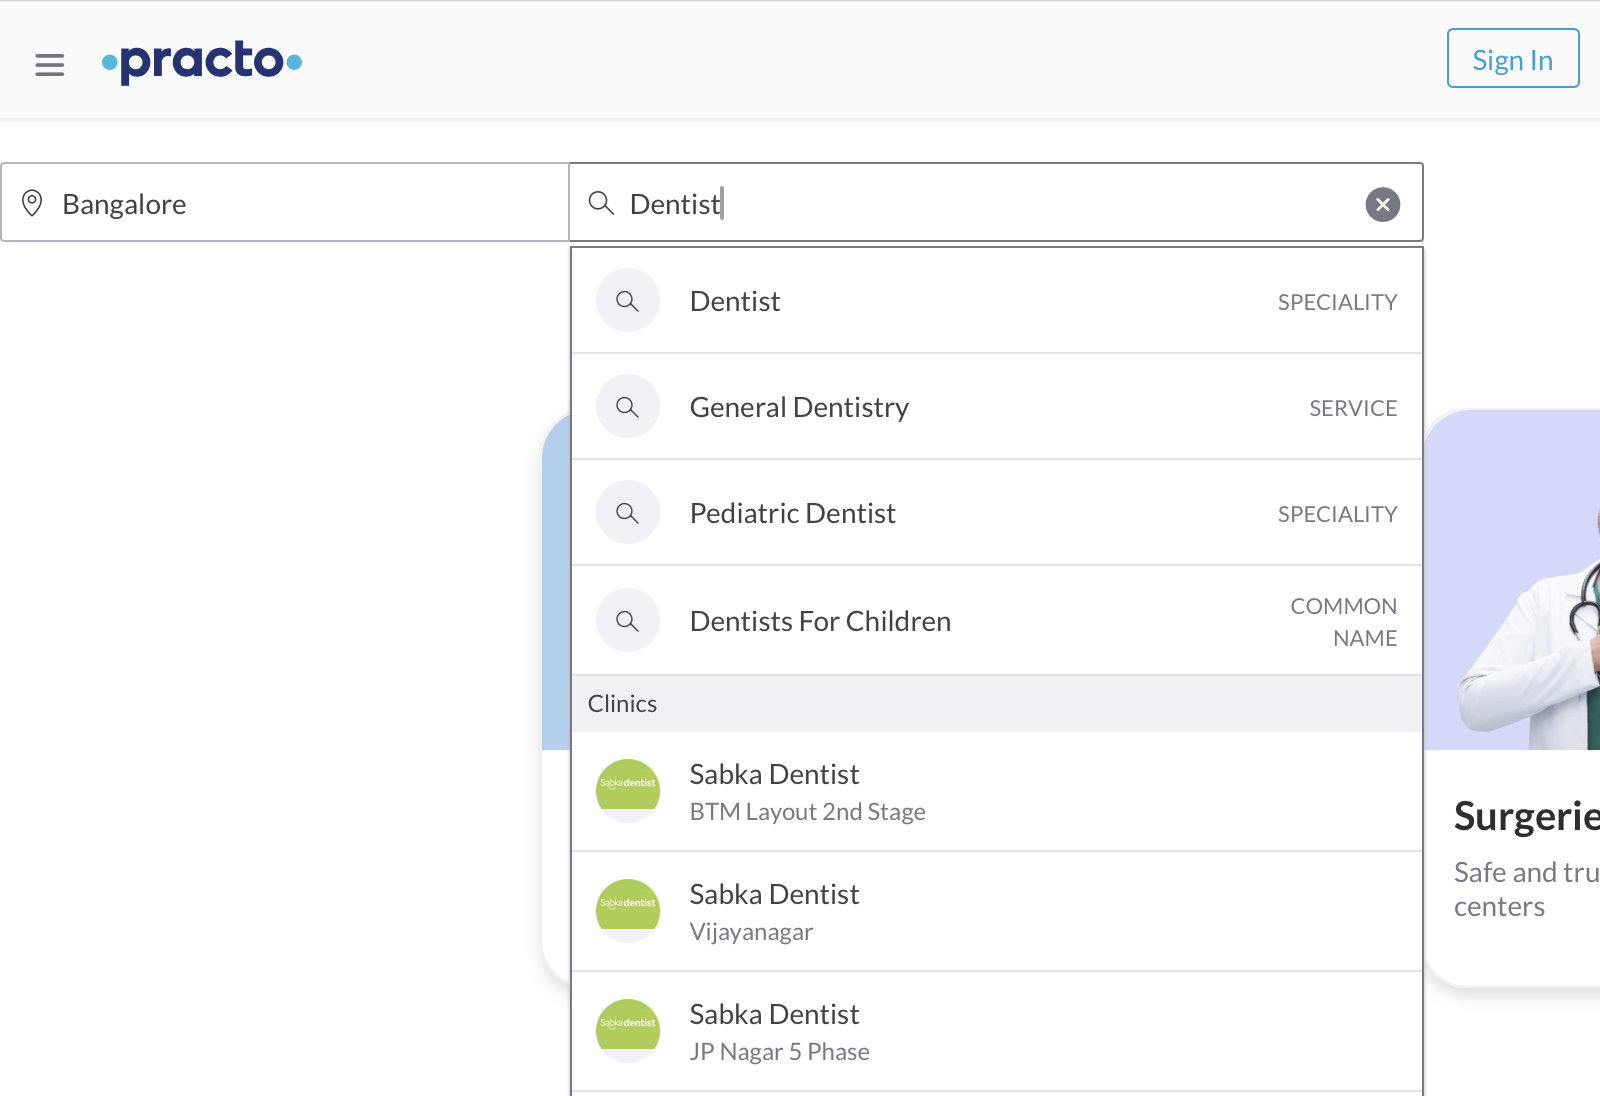 practo
Sign In
Bangalore
Dentist
Dentist
SPECIALITY
General Dentistry
SERVICE
Pediatric Dentist
SPECIALITY
Dentists For Children
COMMON
NAME
Clinics
Sabka dentist
Sabka Dentist
BTM Layout 2nd Stage
Sabka dentist
Sabka Dentist
Vijayanagar
Sabka dentist
Sabka Dentist
JP Nagar 5 Phase
Surgerie
Safe and tru
centers